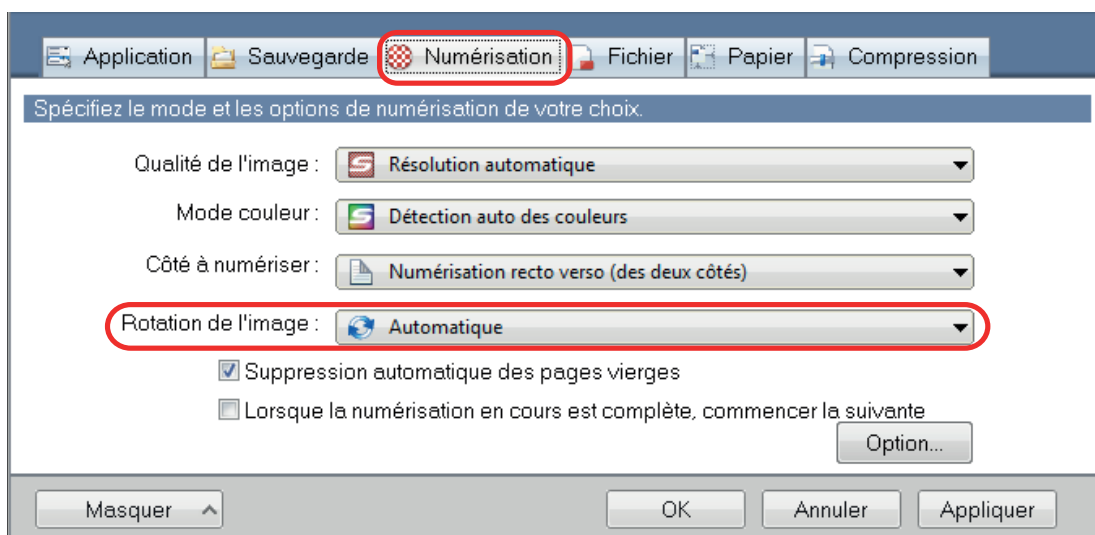 Application Sauvegarde Numérisation Fichier Papier Compression
Spécifiez le mode et les options de numérisation de votre choix.
Qualité de l'image : Résolution automatique
Mode couleur : Détection auto des couleurs
Côté à numériser : Numérisation recto verso (des deux côtés)
Rotation de l'image : Automatique
Suppression automatique des pages vierges
Lorsque la numérisation en cours est complète, commencer la suivante
Option...
Masquer OK Annuler Appliquer